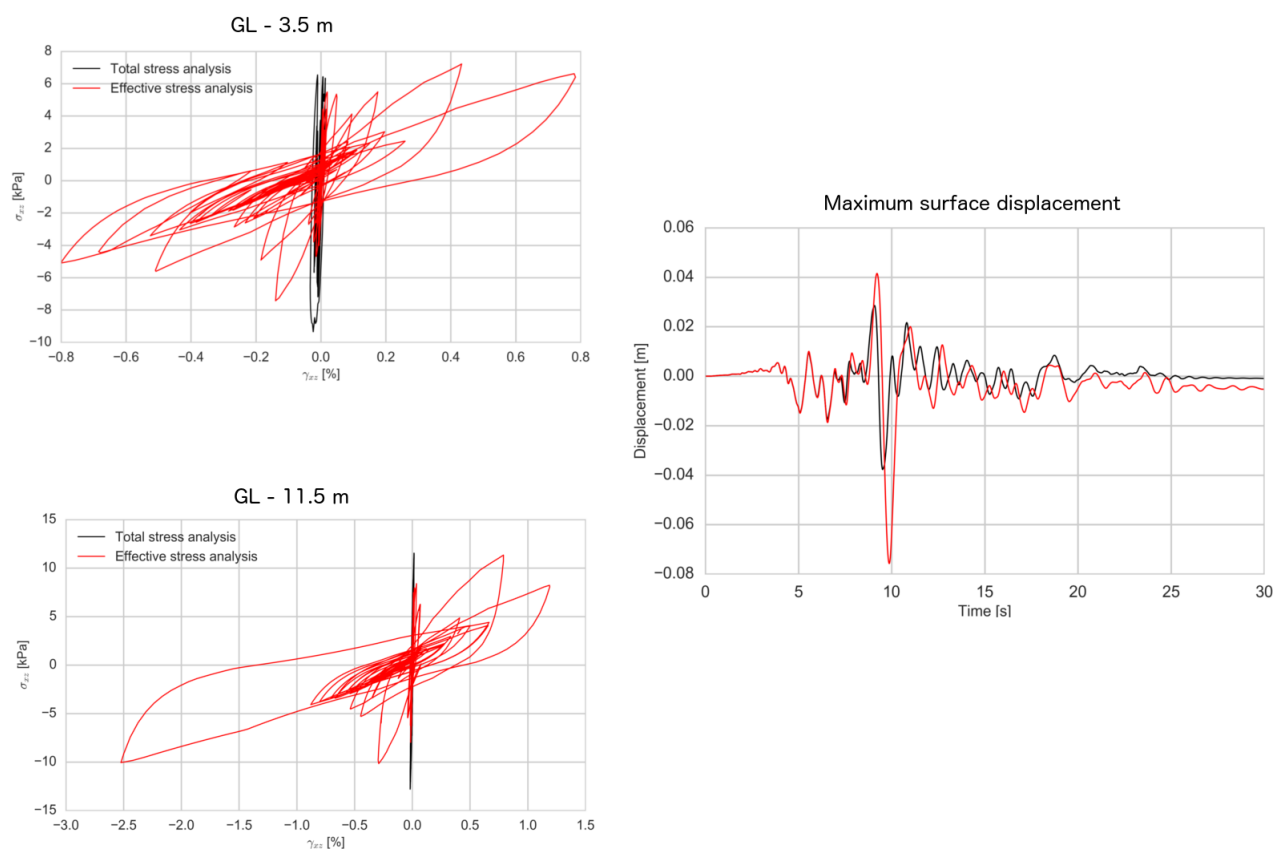 GL - 3.5 m
8
6
4
2
0
−2
−4
−6
−8
−10
σxz [kPa]
Total stress analysis
Effective stress analysis
−0.8 −0.6 −0.4 −0.2 0.0 0.2 0.4 0.6 0.8
γxz [%]
GL - 11.5 m
15
10
5
0
−5
−10
−15
σxz [kPa]
Total stress analysis
Effective stress analysis
−3.0 −2.5 −2.0 −1.5 −1.0 −0.5 0.0 0.5 1.0 1.5
γxz [%]
Maximum surface displacement
0.06
0.04
0.02
0.00
−0.02
−0.04
−0.06
−0.08
Displacement [m]
0 5 10 15 20 25 30
Time [s]